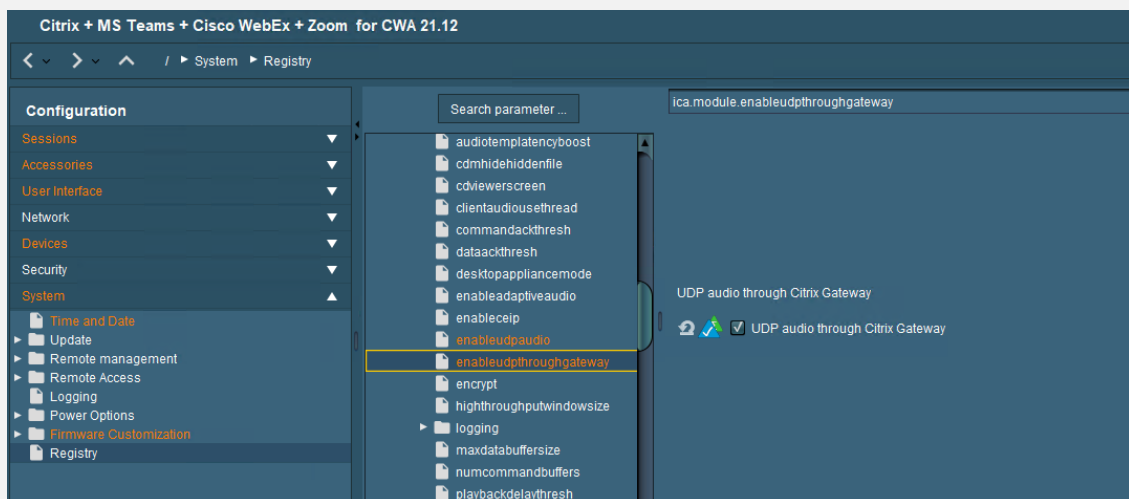 Citrix + MS Teams + Cisco WebEx + Zoom for CWA 21.12
/ System Registry
Configuration
Sessions
Accessories
User Interface
Network
Devices
Security
System
Time and Date
Update
Remote management
Remote Access
Logging
Power Options
Firmware Customization
Registry
Search parameter ...
audiotemplatencyboost
cdmhidehiddenfile
cdviewerscreen
clientaudiousethread
commandackthresh
dataackthresh
desktopappliancemode
enableadaptiveaudio
enableceip
enableudpaudio
enableudpthroughgateway
encrypt
highthroughputwindowsize
logging
maxdatabuffersize
numcommandbuffers
playbackdelaythresh
ica.module.enableudpthroughgateway
UDP audio through Citrix Gateway
UDP audio through Citrix Gateway